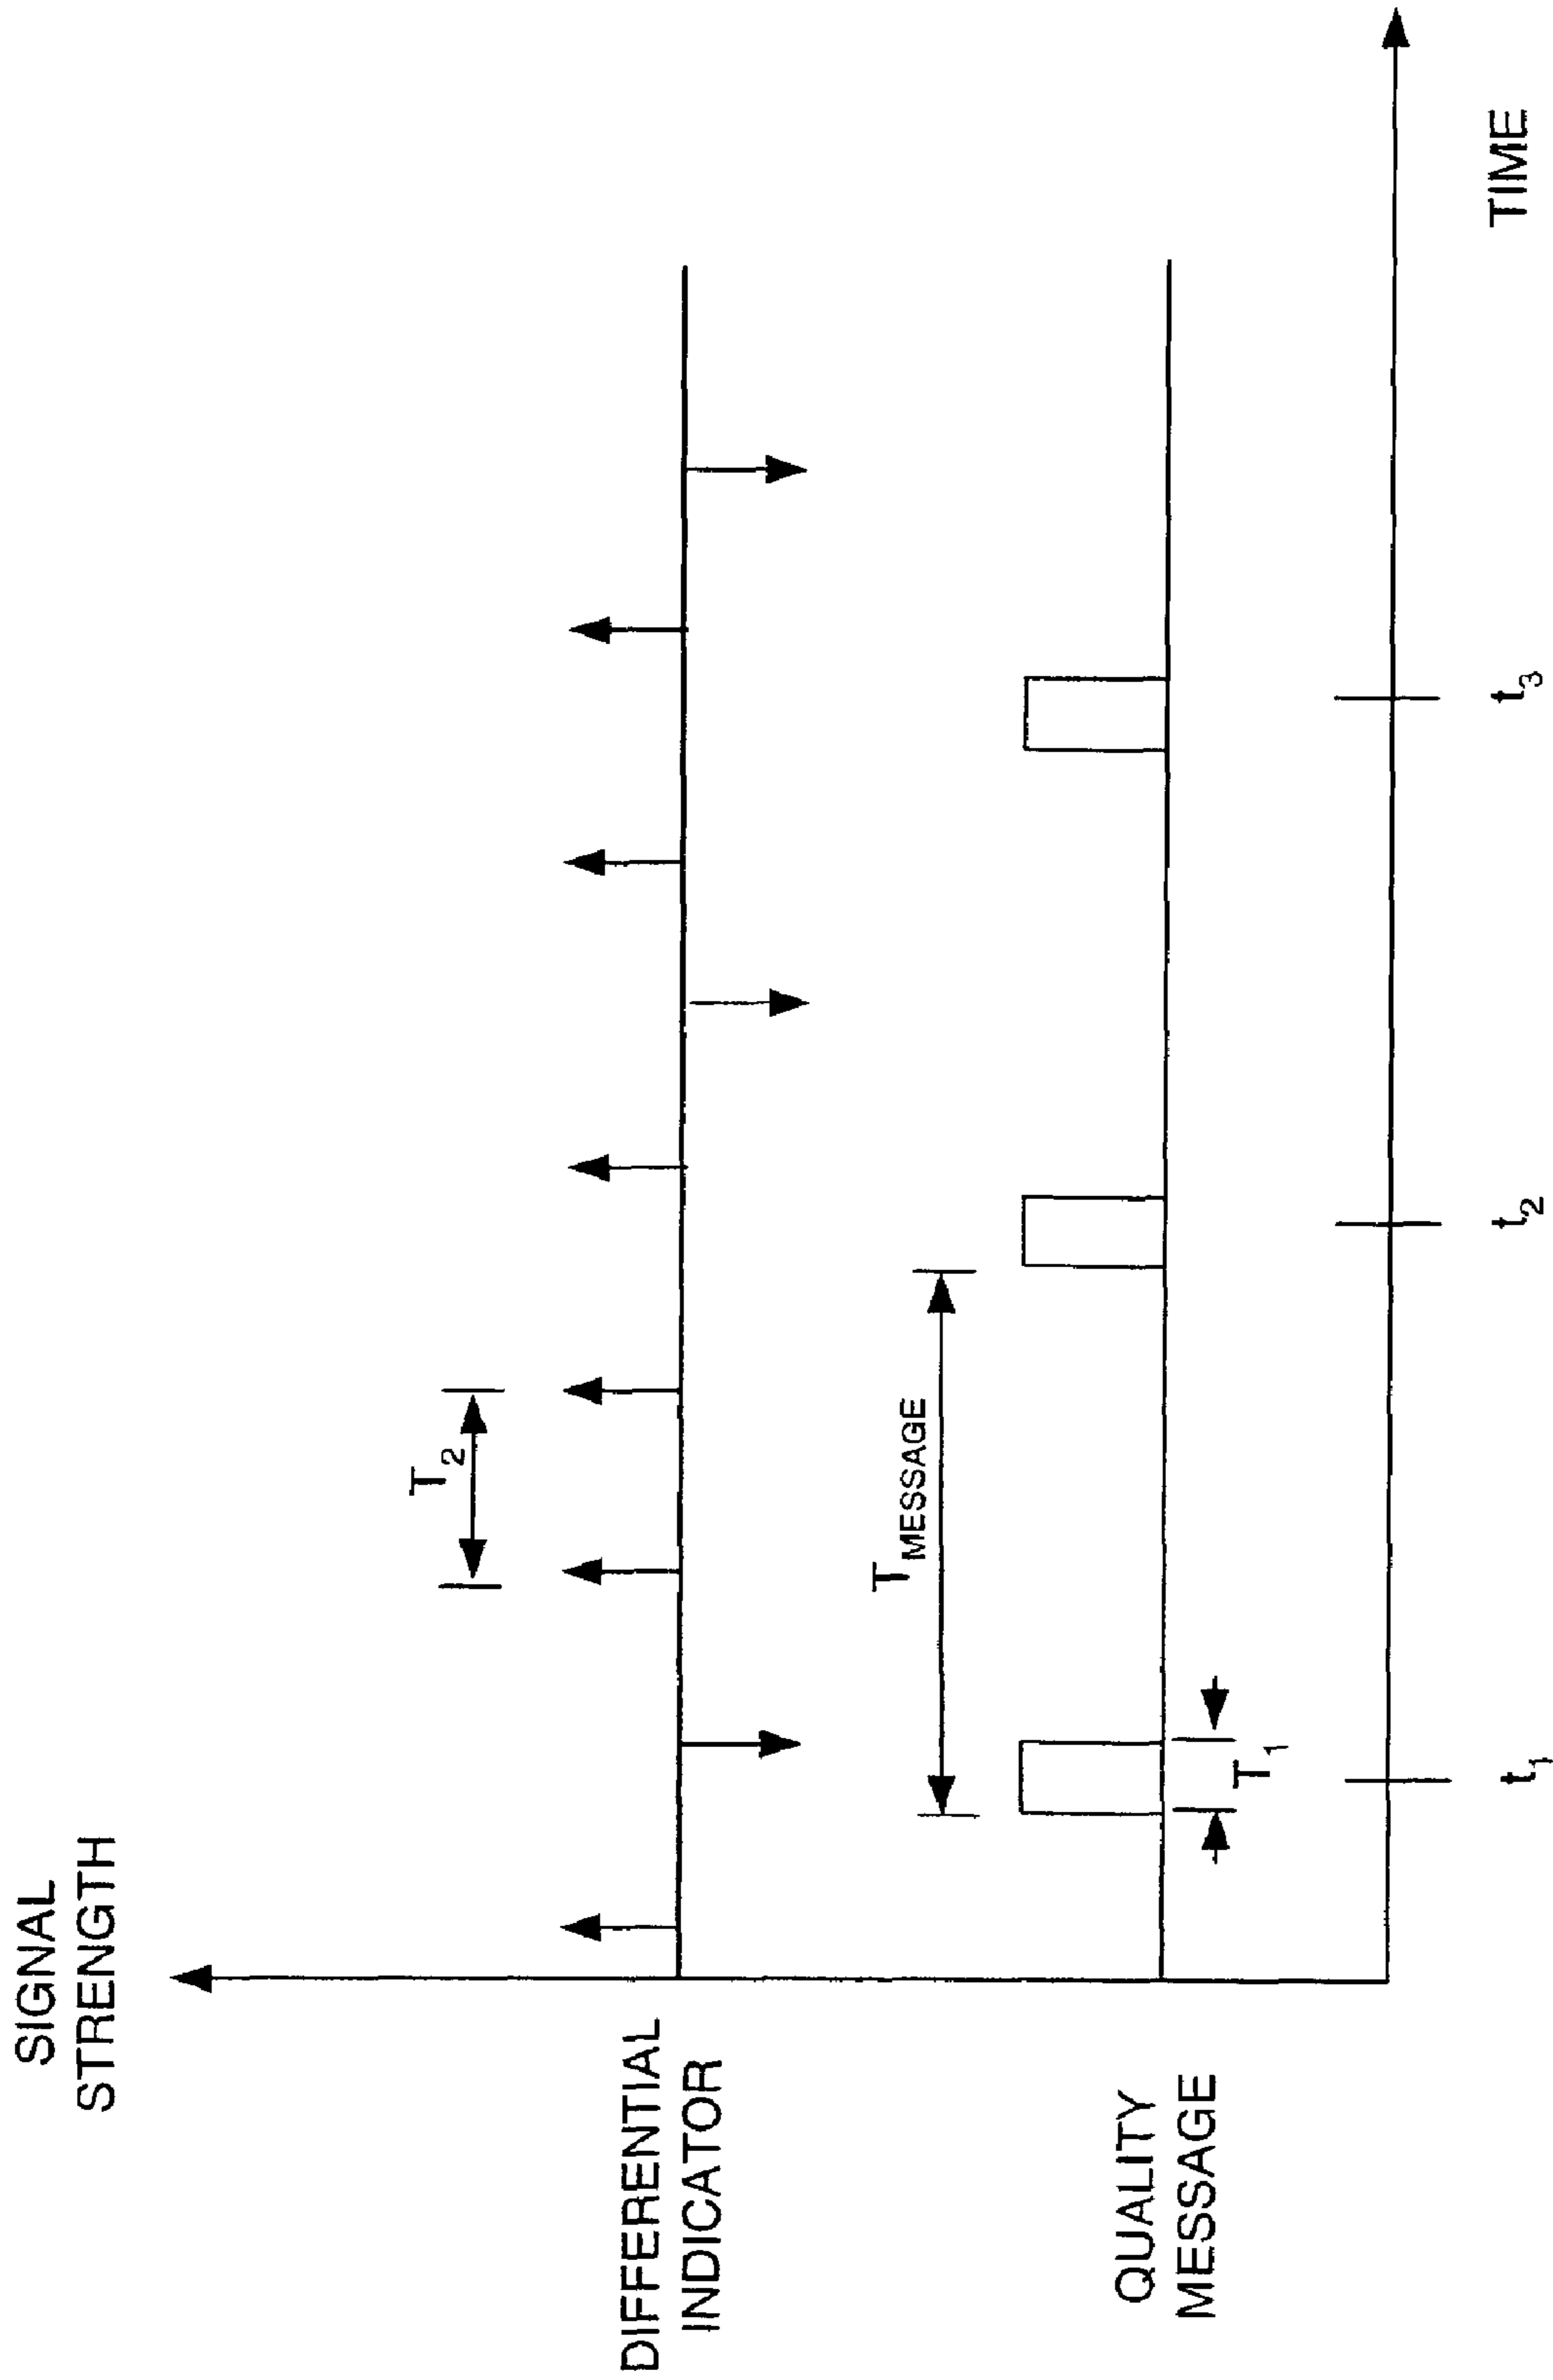 SIGNAL
STRENGTH
T2
DIFFERENTIAL
INDICATOR
TMESSAGE
QUALITY
MESSAGE
T1
t1
t2
t3
TIME